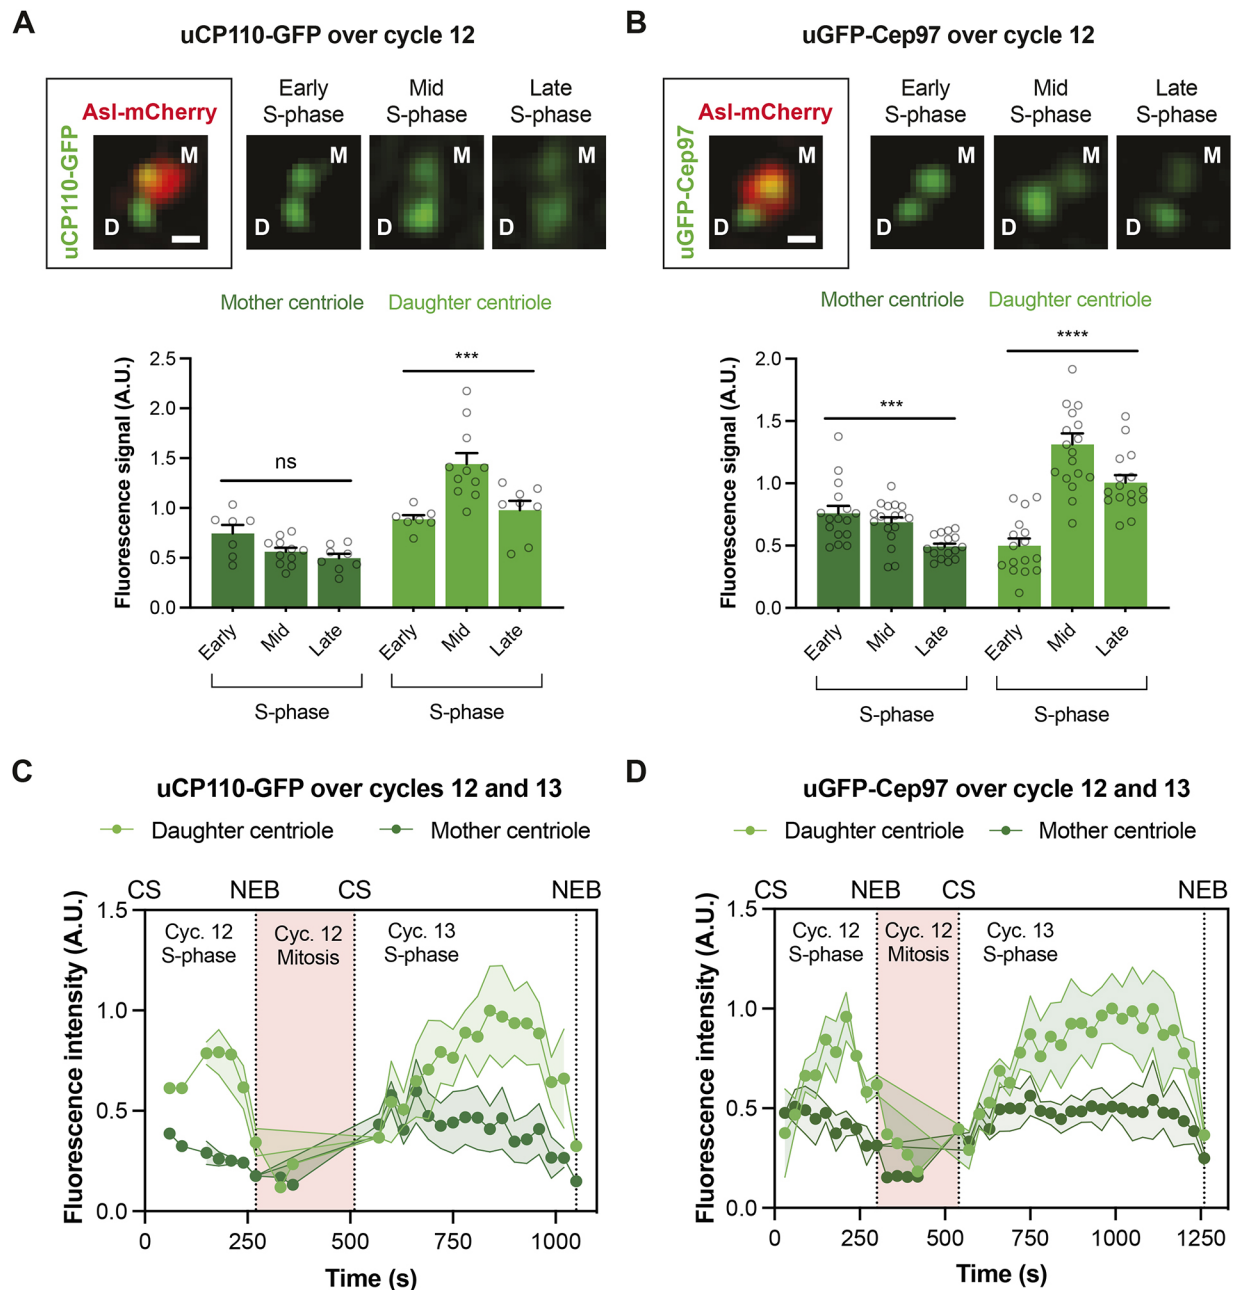 A
uCP110-GFP over cycle 12
Asl-mCherry
uCP110-GFP
M
D
Early
S-phase
M
D
Mid
S-phase
M
D
Late
S-phase
M
D
Mother centriole
Daughter centriole
Fluorescence signal (A.U.)
2.5
2.0
1.5
1.0
0.5
0.0
ns
***
Early
Mid
Late
Early
Mid
Late
S-phase
S-phase
B
uGFP-Cep97 over cycle 12
Asl-mCherry
uGFP-Cep97
M
D
Early
S-phase
M
D
Mid
S-phase
M
D
Late
S-phase
M
D
Mother centriole
Daughter centriole
Fluorescence signal (A.U.)
2.0
1.5
1.0
0.5
0.0
***
****
Early
Mid
Late
Early
Mid
Late
S-phase
S-phase
C
uCP110-GFP over cycles 12 and 13
Daughter centriole
Mother centriole
CS
NEB
CS
NEB
Fluorescence intensity (A.U.)
1.5
1.0
0.5
0.0
Cyc. 12
S-phase
Cyc. 12
Mitosis
Cyc. 13
S-phase
0
250
500
750
1000
Time (s)
D
uGFP-Cep97 over cycle 12 and 13
Daughter centriole
Mother centriole
CS
NEB
CS
NEB
Fluorescence intensity (A.U.)
1.5
1.0
0.5
0.0
Cyc. 12
S-phase
Cyc. 12
Mitosis
Cyc. 13
S-phase
0
250
500
750
1000
1250
Time (s)